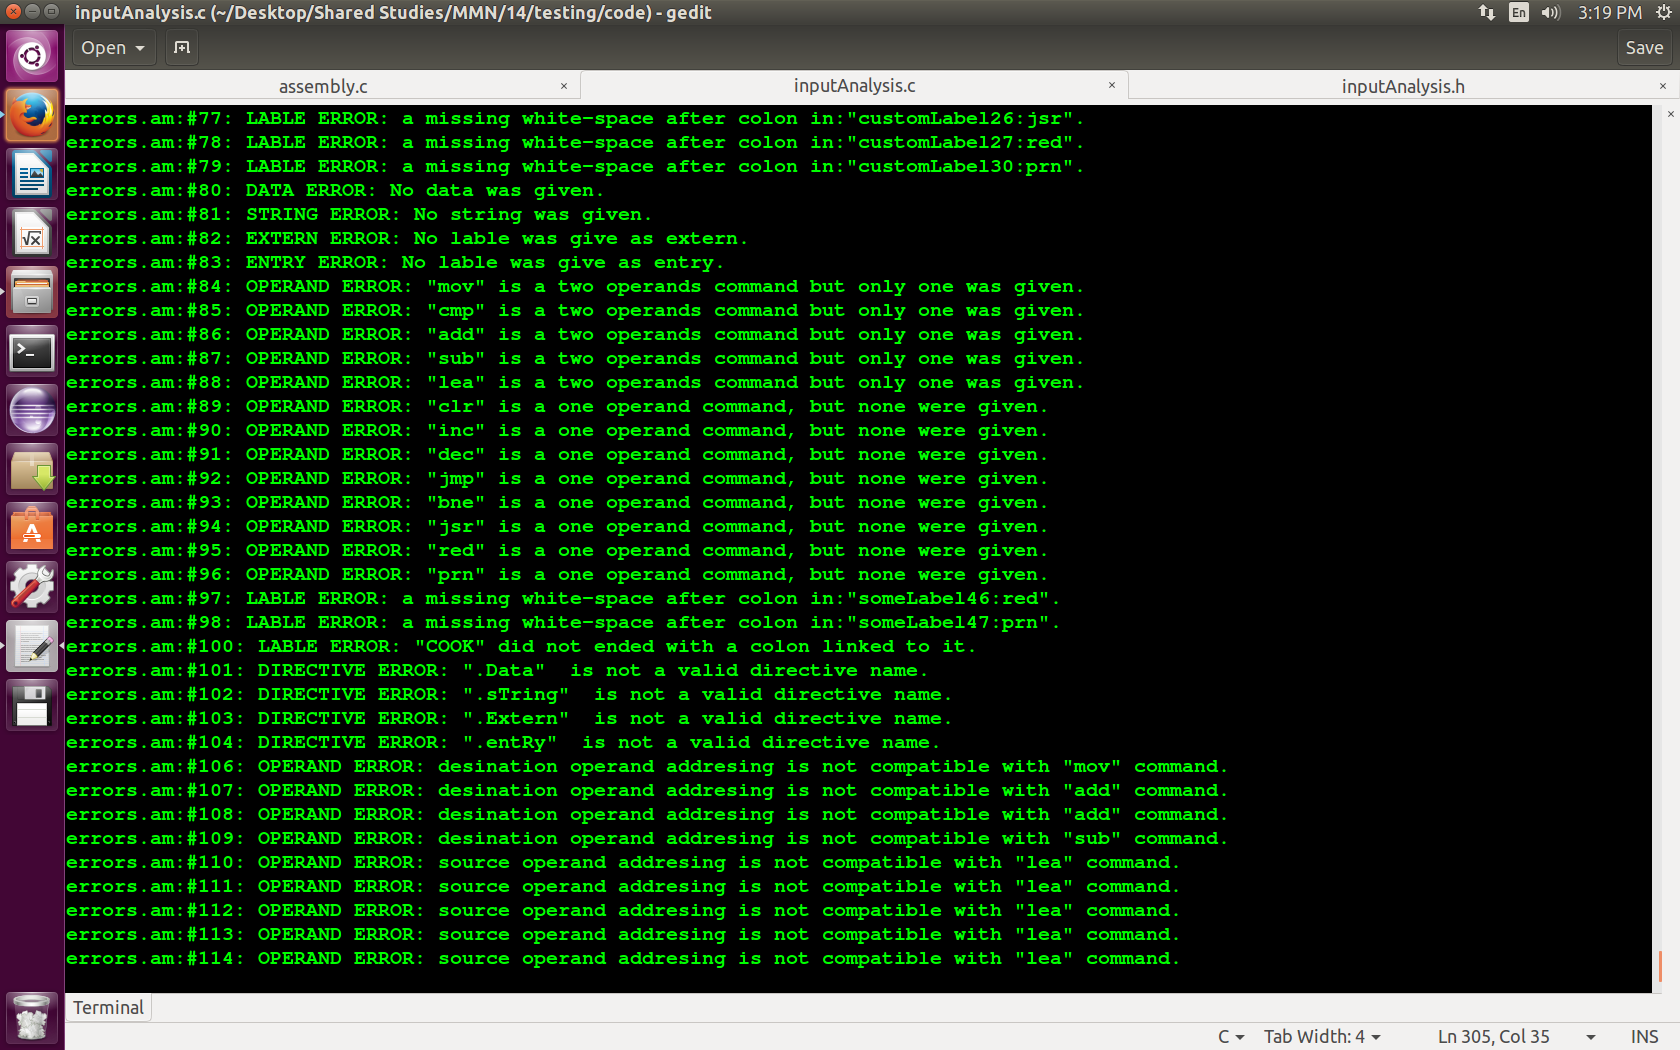 inputAnalysis.c (~/Desktop/Shared Studies/MMN/14/testing/code) - gedit
En
3:19 PM
Open
Save
assembly.c
inputAnalysis.c
inputAnalysis.h
errors.am:#77: LABLE ERROR: a missing white-space after colon in:"customLabel26:jsr".
errors.am:#78: LABLE ERROR: a missing white-space after colon in:"customLabel27:red".
errors.am:#79: LABLE ERROR: a missing white-space after colon in:"customLabel30:prn".
errors.am:#80: DATA ERROR: No data was given.
errors.am:#81: STRING ERROR: No string was given.
errors.am:#82: EXTERN ERROR: No lable was give as extern.
errors.am:#83: ENTRY ERROR: No lable was give as entry.
errors.am:#84: OPERAND ERROR: "mov" is a two operands command but only one was given.
errors.am:#85: OPERAND ERROR: "cmp" is a two operands command but only one was given.
errors.am:#86: OPERAND ERROR: "add" is a two operands command but only one was given.
errors.am:#87: OPERAND ERROR: "sub" is a two operands command but only one was given.
errors.am:#88: OPERAND ERROR: "lea" is a two operands command but only one was given.
errors.am:#89: OPERAND ERROR: "clr" is a one operand command, but none were given.
errors.am:#90: OPERAND ERROR: "inc" is a one operand command, but none were given.
errors.am:#91: OPERAND ERROR: "dec" is a one operand command, but none were given.
errors.am:#92: OPERAND ERROR: "jmp" is a one operand command, but none were given.
errors.am:#93: OPERAND ERROR: "bne" is a one operand command, but none were given.
errors.am:#94: OPERAND ERROR: "jsr" is a one operand command, but none were given.
errors.am:#95: OPERAND ERROR: "red" is a one operand command, but none were given.
errors.am:#96: OPERAND ERROR: "prn" is a one operand command, but none were given.
errors.am:#97: LABLE ERROR: a missing white-space after colon in:"someLabel46:red".
errors.am:#98: LABLE ERROR: a missing white-space after colon in:"someLabel47:prn".
errors.am:#100: LABLE ERROR: "COOK" did not ended with a colon linked to it.
errors.am:#101: DIRECTIVE ERROR: ".Data"  is not a valid directive name.
errors.am:#102: DIRECTIVE ERROR: ".sTring"  is not a valid directive name.
errors.am:#103: DIRECTIVE ERROR: ".Extern"  is not a valid directive name.
errors.am:#104: DIRECTIVE ERROR: ".entRy"  is not a valid directive name.
errors.am:#106: OPERAND ERROR: desination operand addresing is not compatible with "mov" command.
errors.am:#107: OPERAND ERROR: desination operand addresing is not compatible with "add" command.
errors.am:#108: OPERAND ERROR: desination operand addresing is not compatible with "add" command.
errors.am:#109: OPERAND ERROR: desination operand addresing is not compatible with "sub" command.
errors.am:#110: OPERAND ERROR: source operand addresing is not compatible with "lea" command.
errors.am:#111: OPERAND ERROR: source operand addresing is not compatible with "lea" command.
errors.am:#112: OPERAND ERROR: source operand addresing is not compatible with "lea" command.
errors.am:#113: OPERAND ERROR: source operand addresing is not compatible with "lea" command.
errors.am:#114: OPERAND ERROR: source operand addresing is not compatible with "lea" command.
Terminal
C
Tab Width: 4
Ln 305, Col 35
INS